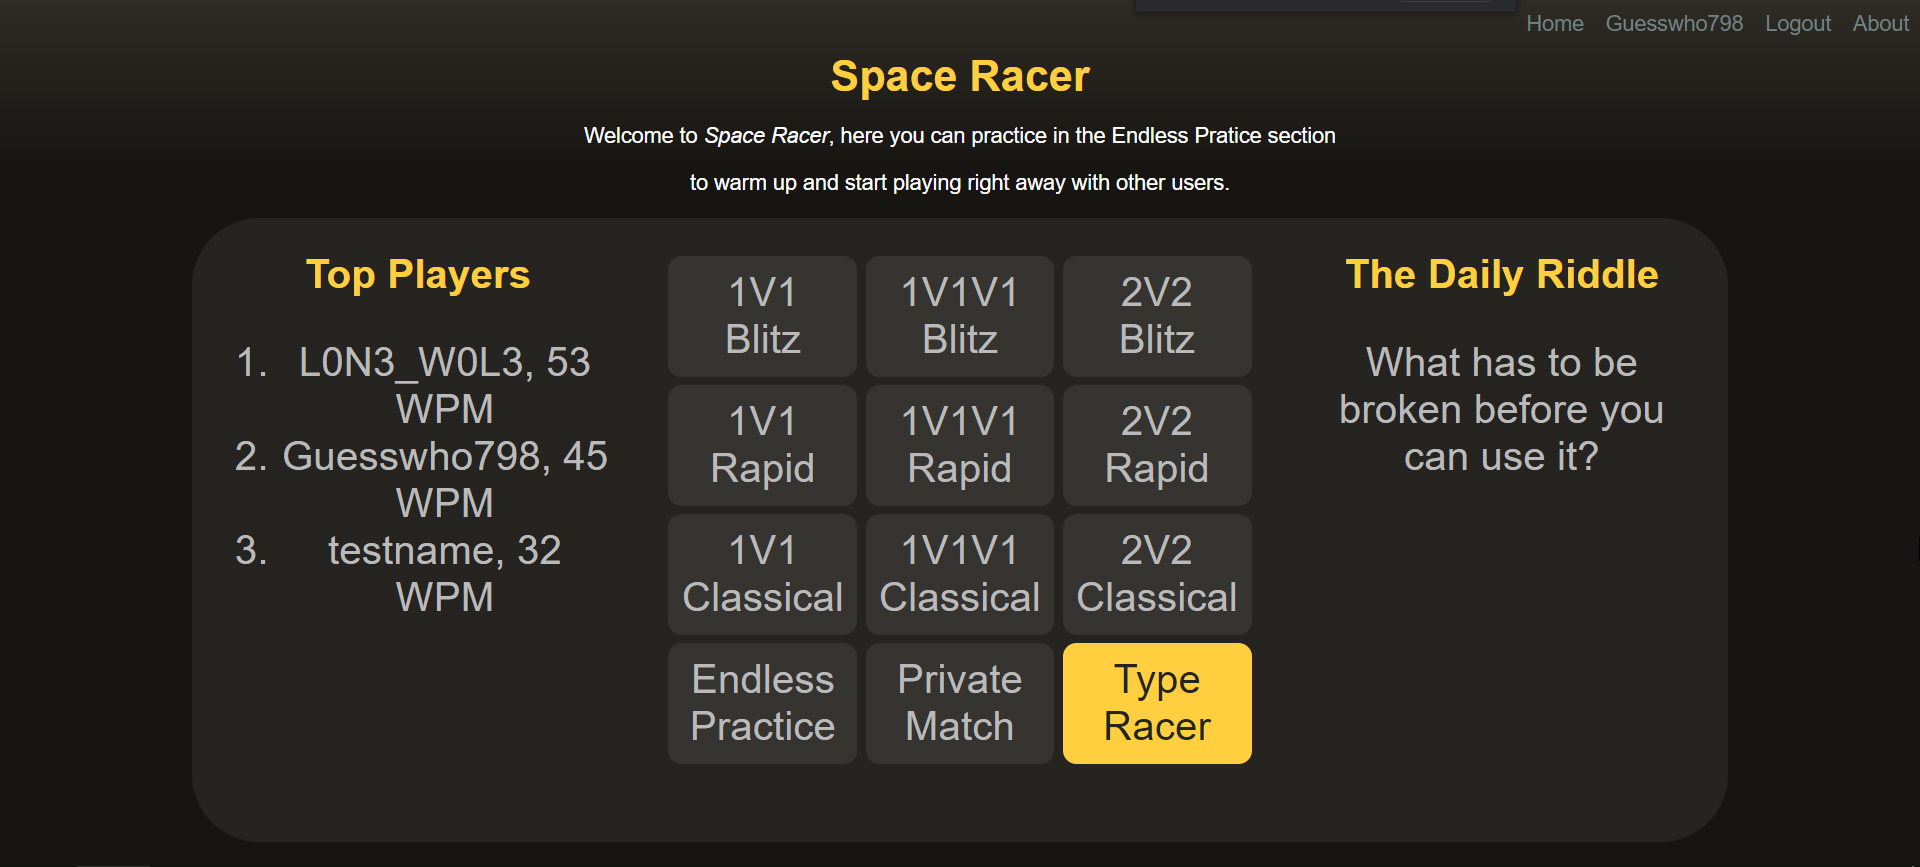 Home Guesswho798 Logout About
Space Racer
Welcome to Space Racer, here you can practice in the Endless Pratice section
to warm up and start playing right away with other users.
Top Players
1. L0N3_W0L3, 53
WPM
2. Guesswho798, 45
WPM
3. testname, 32
WPM
1V1
Blitz
1V1V1
Blitz
2V2
Blitz
1V1
Rapid
1V1V1
Rapid
2V2
Rapid
1V1
Classical
1V1V1
Classical
2V2
Classical
Endless
Practice
Private
Match
Type
Racer
The Daily Riddle
What has to be
broken before you
can use it?